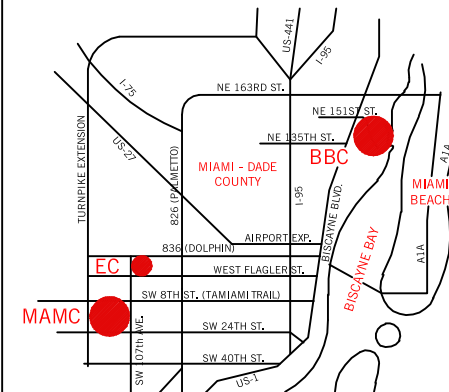 US-441
I-95
I-75
NE 163RD ST.
NE 151ST ST.
NE 135TH ST.
BBC
US-27
TURNPIKE EXTENSION
826 (PALMETTO)
MIAMI - DADE
COUNTY
I-95
A1A
MIAMI
BEACH
BISCAYNE BLVD.
AIRPORT EXP.
836 (DOLPHIN)
EC
WEST FLAGLER ST.
BISCAYNE BAY
A1A
SW 8TH ST. (TAMIAMI TRAIL)
MAMC
SW 24TH ST.
SW 107th AVE.
SW 40TH ST.
US-1